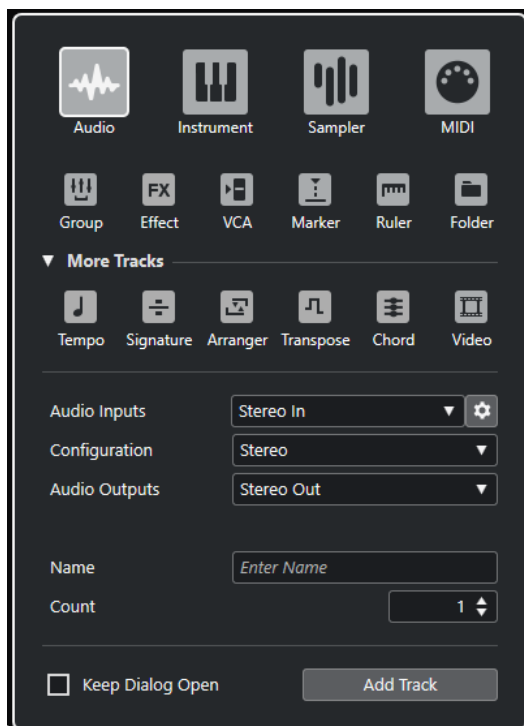 Audio Instrument Sampler MIDI
FX
Group Effect VCA Marker Ruler Folder
More Tracks
Tempo Signature Arranger Transpose Chord Video
Audio Inputs Stereo In
Configuration Stereo
Audio Outputs Stereo Out
Name Enter Name
Count 1
Keep Dialog Open Add Track